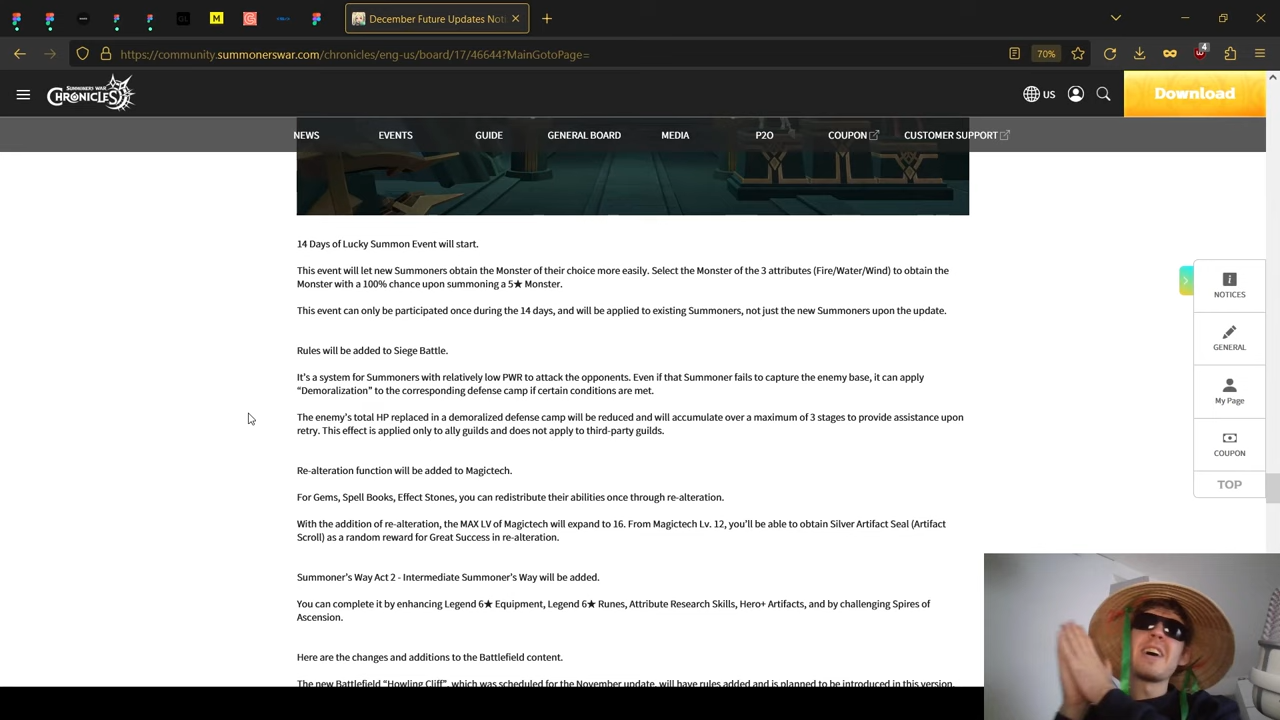 December Future Updates Not
https://community.summonerswar.com/chronicles/eng-us/board/17/46644?MainGotoPage=
70%
4
SUMMONERS WAR
CHRONICLES
US
Download
NEWS
EVENTS
GUIDE
GENERAL BOARD
MEDIA
P2O
COUPON
CUSTOMER SUPPORT
14 Days of Lucky Summon Event will start.
This event will let new Summoners obtain the Monster of their choice more easily. Select the Monster of the 3 attributes (Fire/Water/Wind) to obtain the
Monster with a 100% chance upon summoning a 5★ Monster.
This event can only be participated once during the 14 days, and will be applied to existing Summoners, not just the new Summoners upon the update.
Rules will be added to Siege Battle.
It's a system for Summoners with relatively low PWR to attack the opponents. Even if that Summoner fails to capture the enemy base, it can apply
“Demoralization” to the corresponding defense camp if certain conditions are met.
The enemy's total HP replaced in a demoralized defense camp will be reduced and will accumulate over a maximum of 3 stages to provide assistance upon
retry. This effect is applied only to ally guilds and does not apply to third-party guilds.
Re-alteration function will be added to Magictech.
For Gems, Spell Books, Effect Stones, you can redistribute their abilities once through re-alteration.
With the addition of re-alteration, the MAX LV of Magictech will expand to 16. From Magictech Lv. 12, you'll be able to obtain Silver Artifact Seal (Artifact
Scroll) as a random reward for Great Success in re-alteration.
Summoner's Way Act 2 - Intermediate Summoner's Way will be added.
You can complete it by enhancing Legend 6★ Equipment, Legend 6★ Runes, Attribute Research Skills, Hero+ Artifacts, and by challenging Spires of
Ascension.
Here are the changes and additions to the Battlefield content.
The new Battlefield “Howling Cliff”, which was scheduled for the November update, will have rules added and is planned to be introduced in this version.
NOTICES
GENERAL
My Page
COUPON
TOP